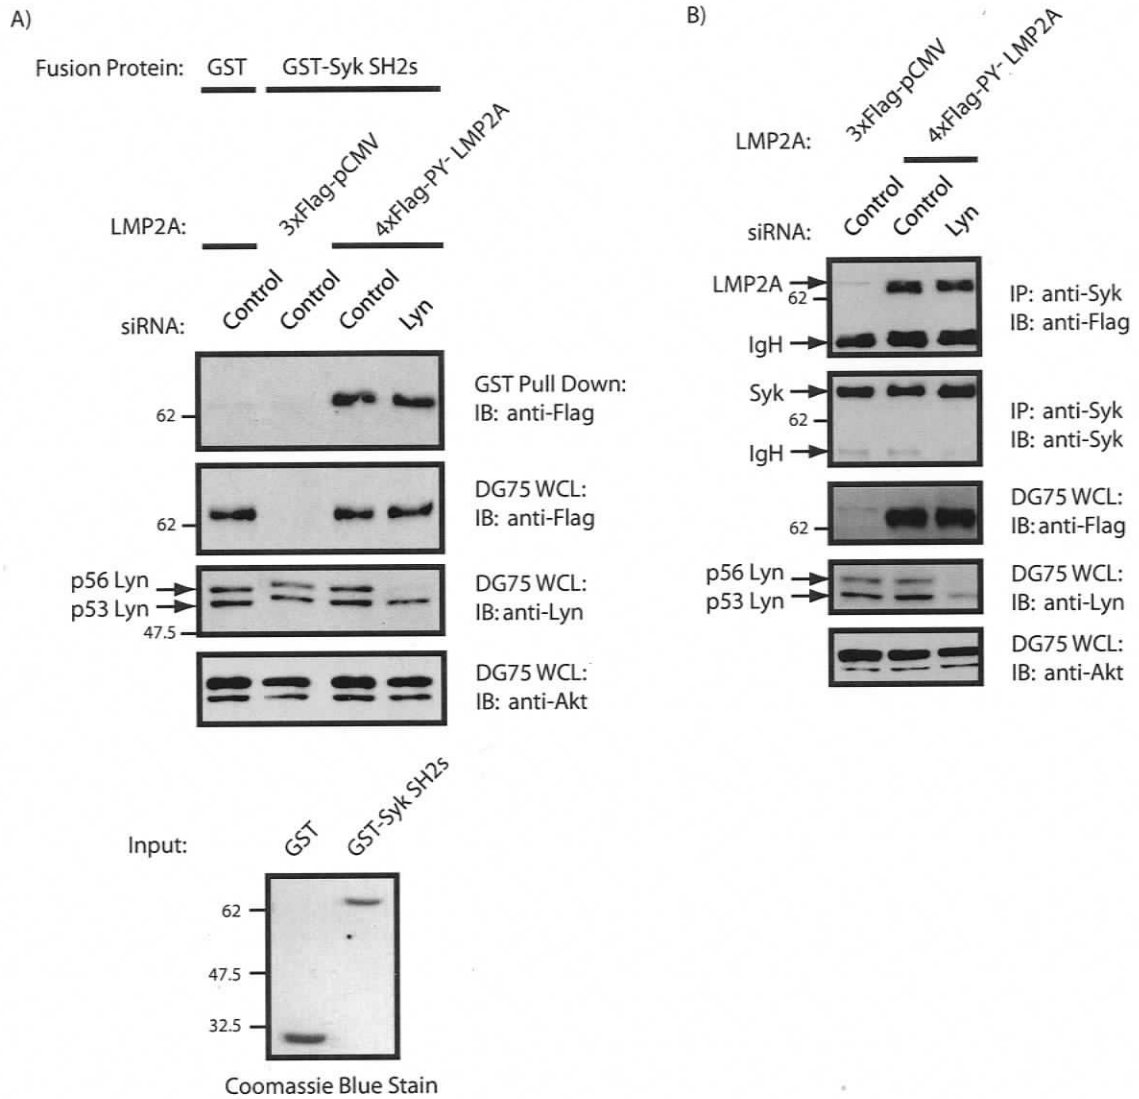 A)
Fusion Protein: GST GST-Syk SH2s
LMP2A: 3xFlag-pCMV 4xFlag-PY- LMP2A
siRNA: Control Control Control Lyn
62
GST Pull Down:
IB: anti-Flag
62
DG75 WCL:
IB: anti-Flag
p56 Lyn
p53 Lyn
47.5
DG75 WCL:
IB: anti-Lyn
DG75 WCL:
IB: anti-Akt
Input: GST GST-Syk SH2s
62
47.5
32.5
Coomassie Blue Stain
B)
LMP2A: 3xFlag-pCMV 4xFlag-PY- LMP2A
siRNA: Control Control Lyn
LMP2A
62
IgH
IP: anti-Syk
IB: anti-Flag
Syk
62
IgH
IP: anti-Syk
IB: anti-Syk
62
DG75 WCL:
IB: anti-Flag
p56 Lyn
p53 Lyn
DG75 WCL:
IB: anti-Lyn
DG75 WCL:
IB: anti-Akt